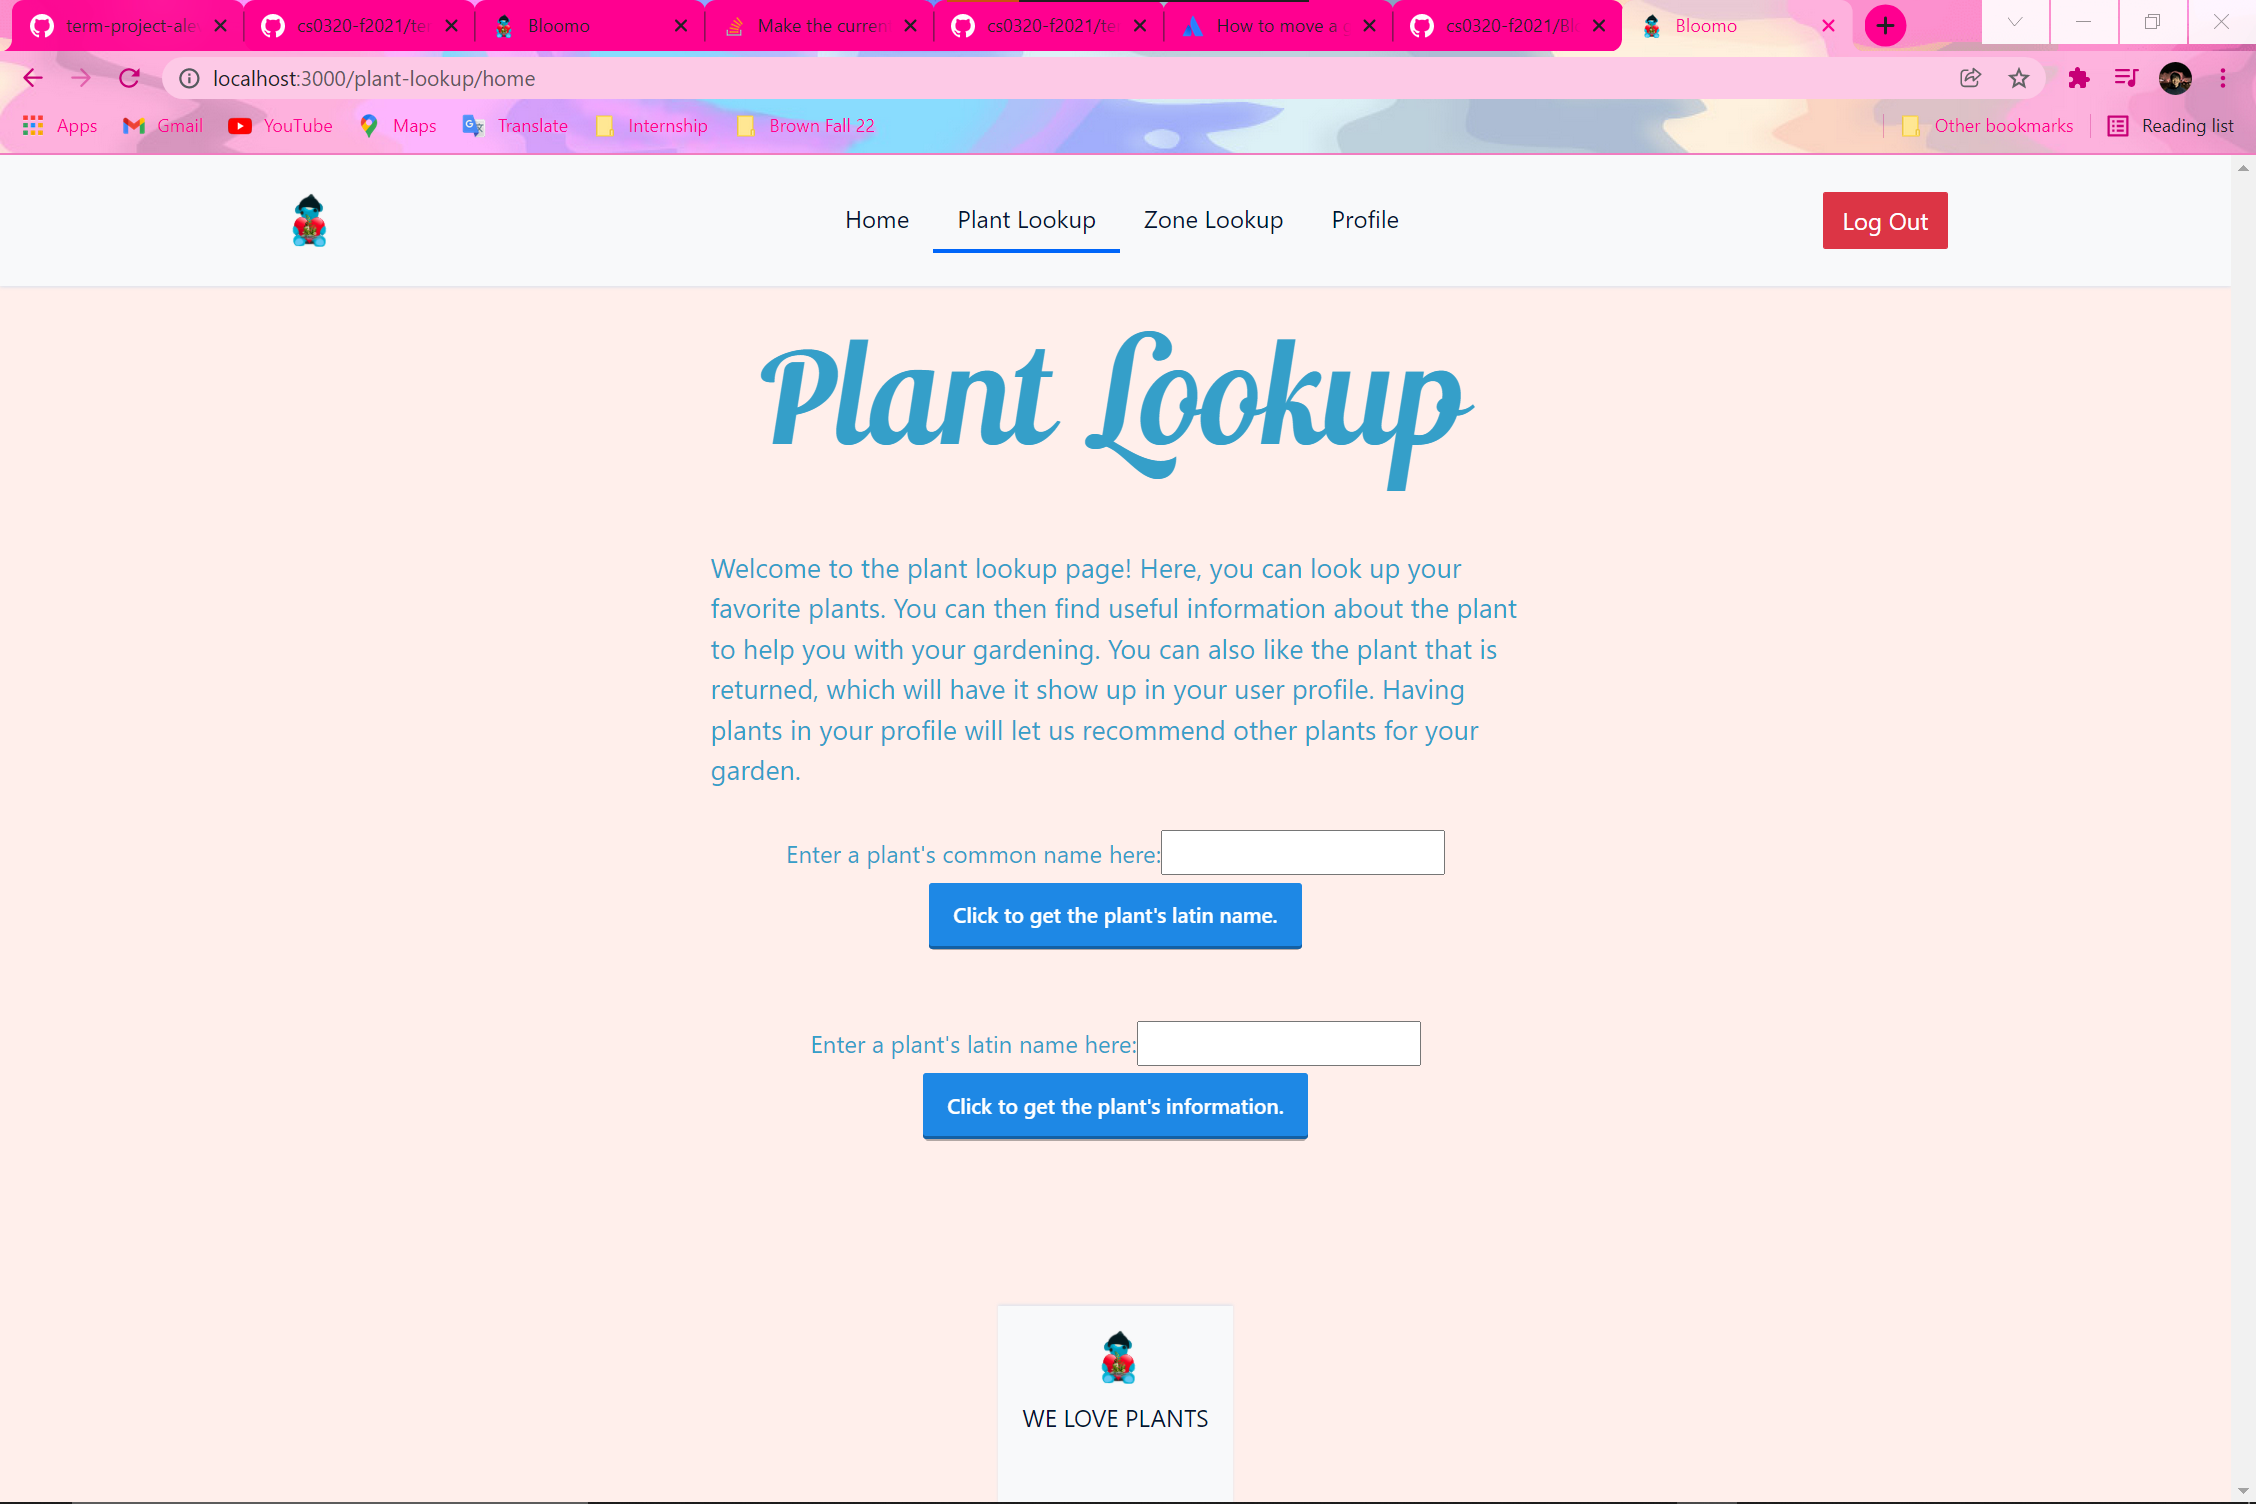 term-project-ale
cs0320-f2021/ter
Bloomo
Make the current
cs0320-f2021/ter
How to move a c
cs0320-f2021/Bl
Bloomo
localhost:3000/plant-lookup/home
Apps
Gmail
YouTube
Maps
Translate
Internship
Brown Fall 22
Other bookmarks
Reading list
Home
Plant Lookup
Zone Lookup
Profile
Log Out
Plant Lookup
Welcome to the plant lookup page! Here, you can look up your
favorite plants. You can then find useful information about the plant
to help you with your gardening. You can also like the plant that is
returned, which will have it show up in your user profile. Having
plants in your profile will let us recommend other plants for your
garden.
Enter a plant's common name here:
Click to get the plant's latin name.
Enter a plant's latin name here:
Click to get the plant's information.
WE LOVE PLANTS